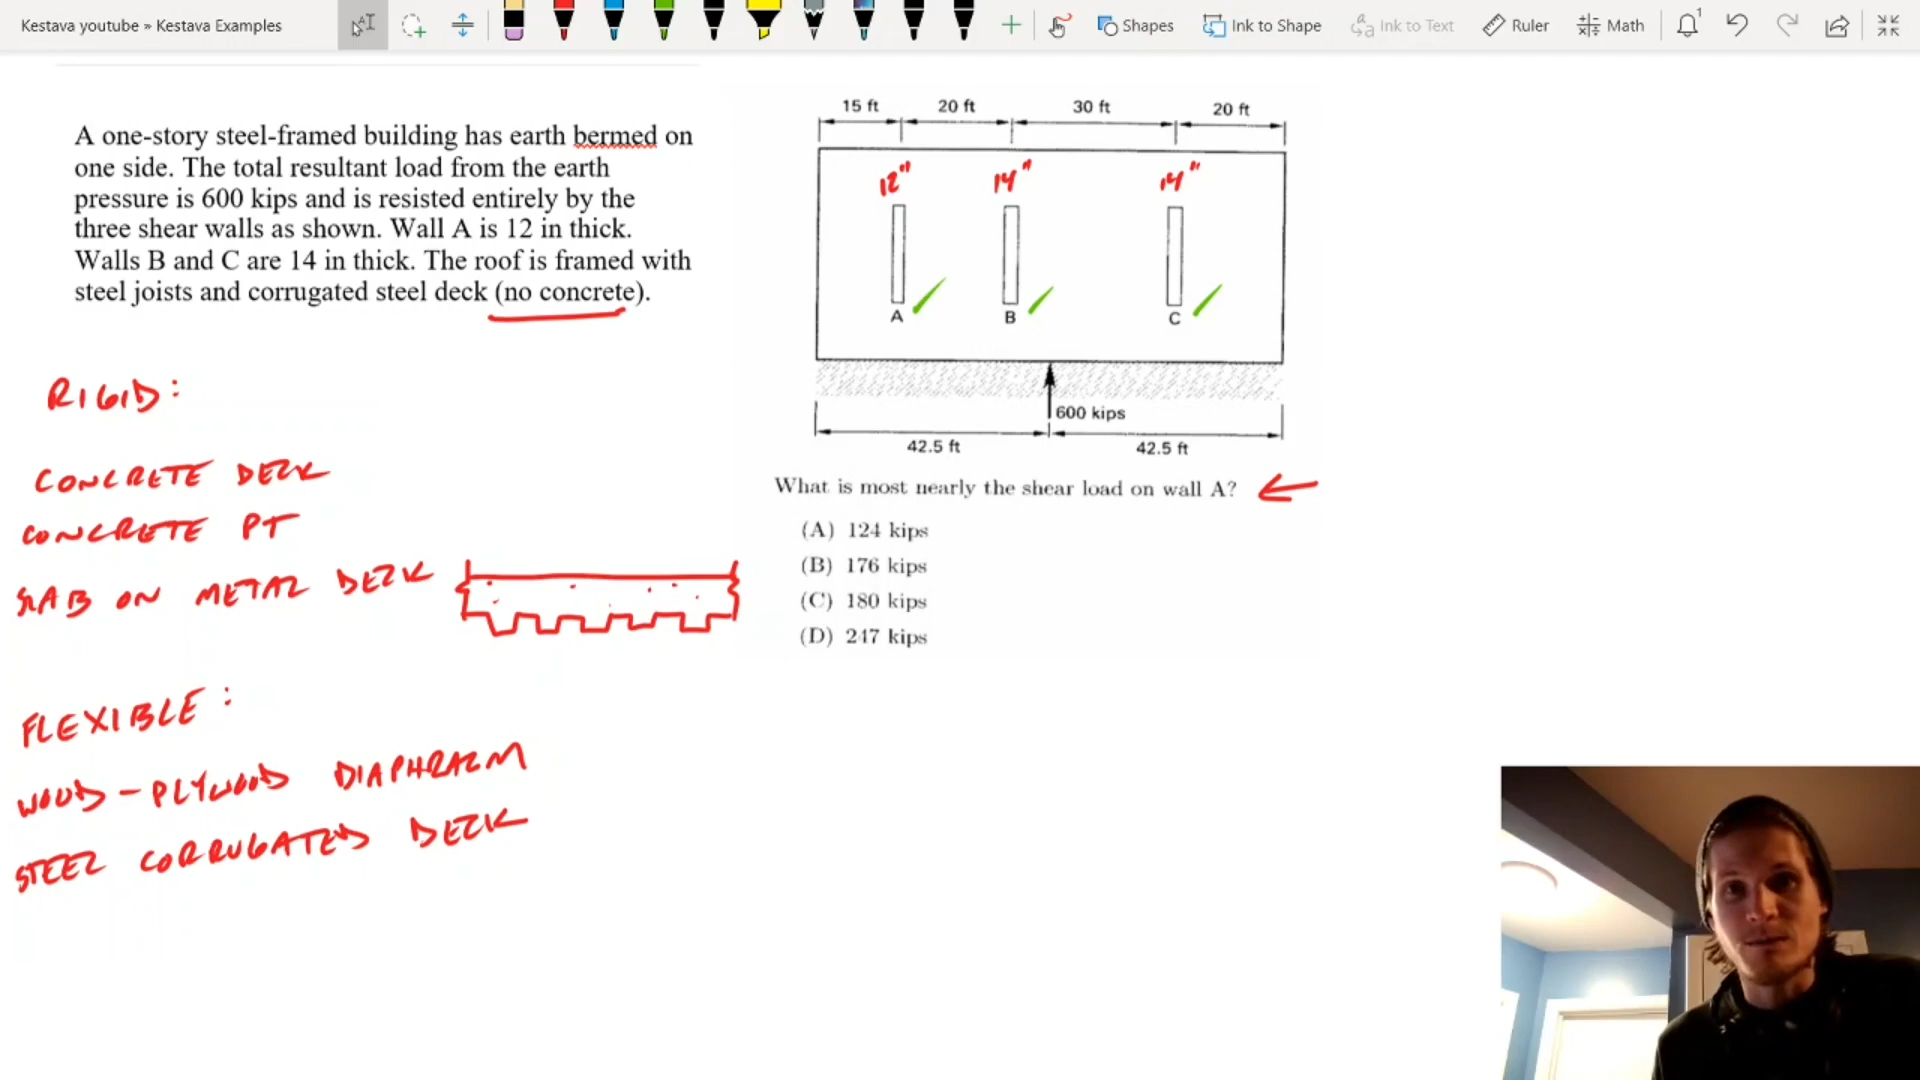 Kestava youtube » Kestava Examples
Shapes
Ink to Shape
Ink to Text
Ruler
Math
1
A one-story steel-framed building has earth bermed on
one side. The total resultant load from the earth
pressure is 600 kips and is resisted entirely by the
three shear walls as shown. Wall A is 12 in thick.
Walls B and C are 14 in thick. The roof is framed with
steel joists and corrugated steel deck (no concrete).
15 ft 20 ft 30 ft 20 ft
12" 14" 14"
A B C
600 kips
42.5 ft 42.5 ft
What is most nearly the shear load on wall A?
(A) 124 kips
(B) 176 kips
(C) 180 kips
(D) 247 kips
RIGID:
CONCRETE DECK
CONCRETE PT
SLAB ON METAL DECK
FLEXIBLE:
WOOD-PLYWOOD DIAPHRAGM
STEEL CORRUGATED DECK